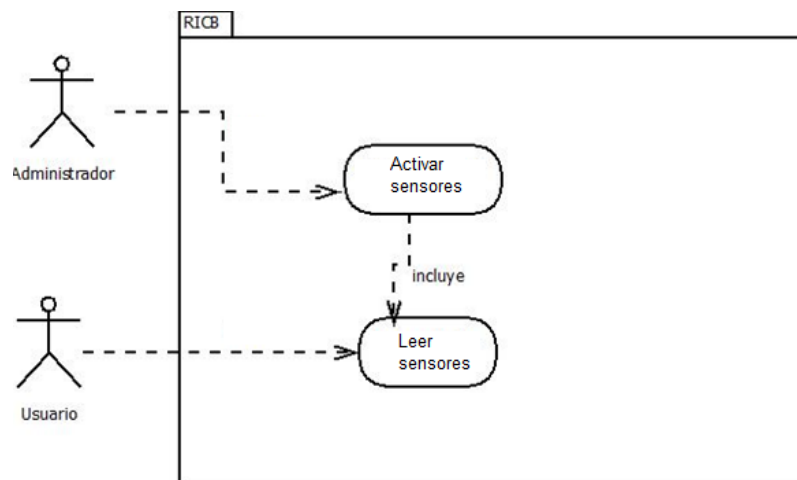 RICB
Administrador
Activar
sensores
incluye
Leer
sensores
Usuario